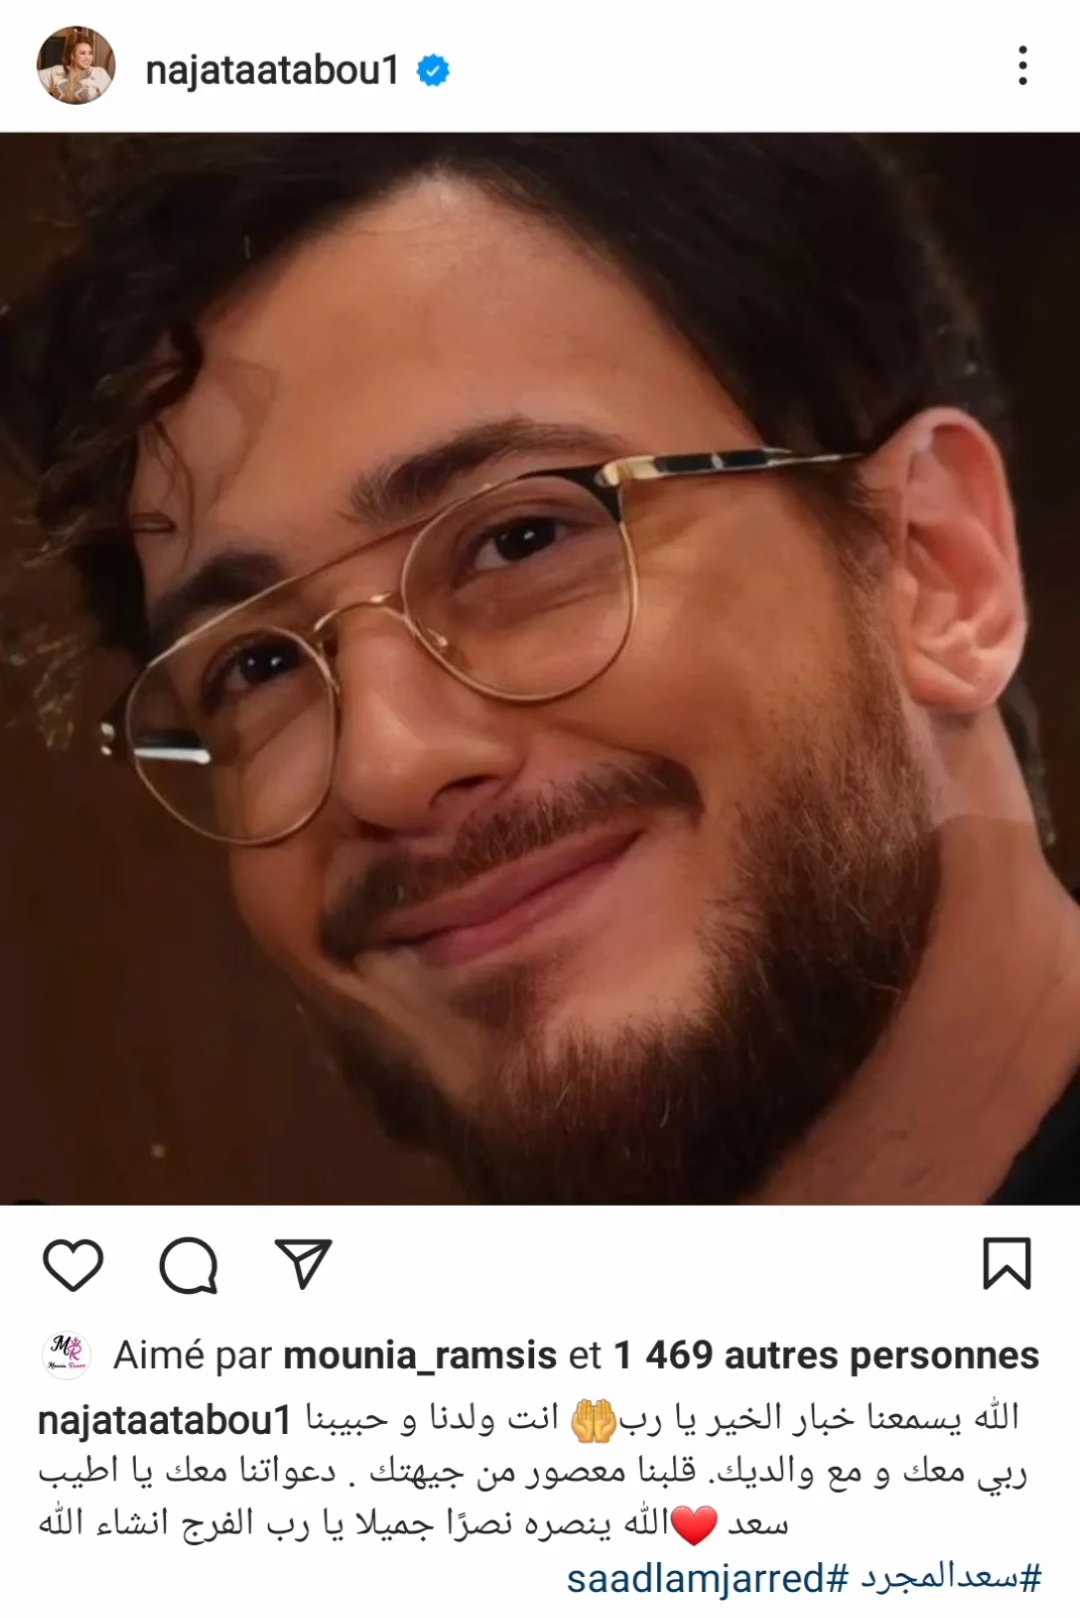 najataatabou1
Aimé par mounia_ramsis et 1 469 autres personnes
najataatabou1 الله يسمعنا خبار الخير يا رب🤲 انت ولدنا و حبيبنا
ربي معك و مع والديك. قلبنا معصور من جيهتك . دعواتنا معك يا اطيب
سعد ❤️الله ينصره نصرًا جميلا يا رب الفرج انشاء الله
#سعدالمجرد #saadlamjarred